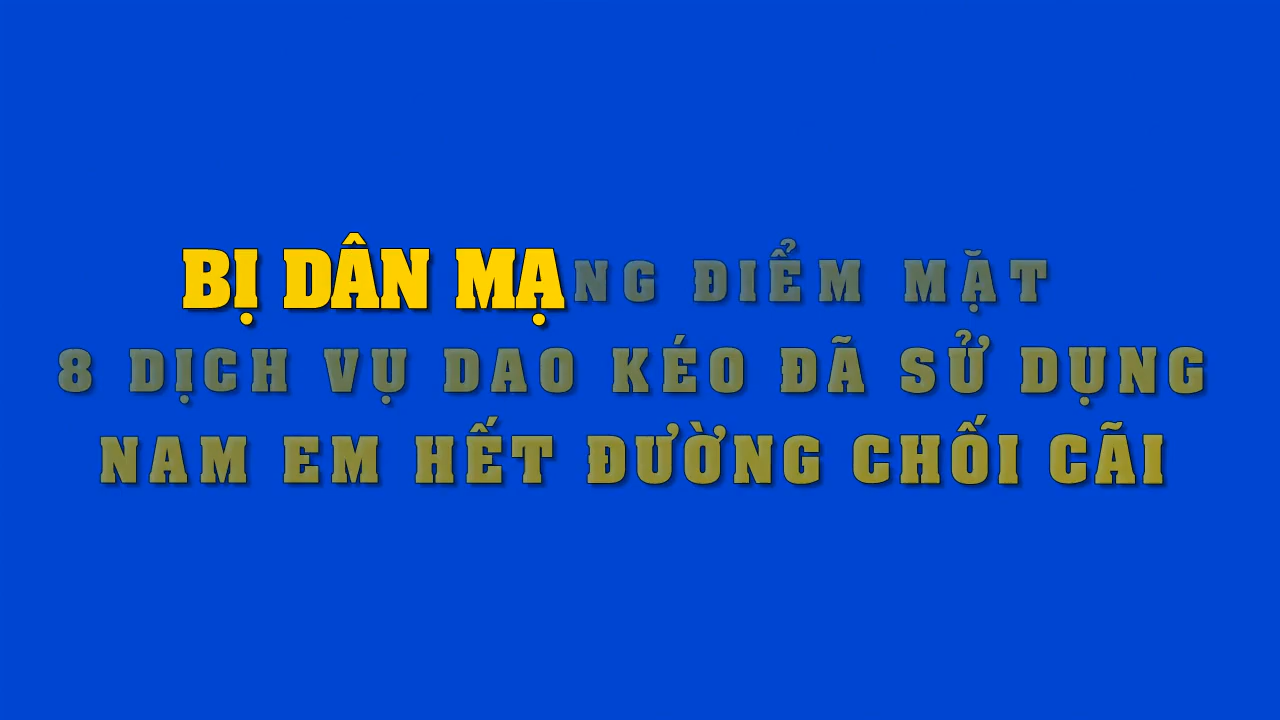 BỊ DÂN MẠNG ĐIỂM MẶT
8 DỊCH VỤ DAO KÉO ĐÃ SỬ DỤNG
NAM EM HẾT ĐƯỜNG CHỐI CÃI